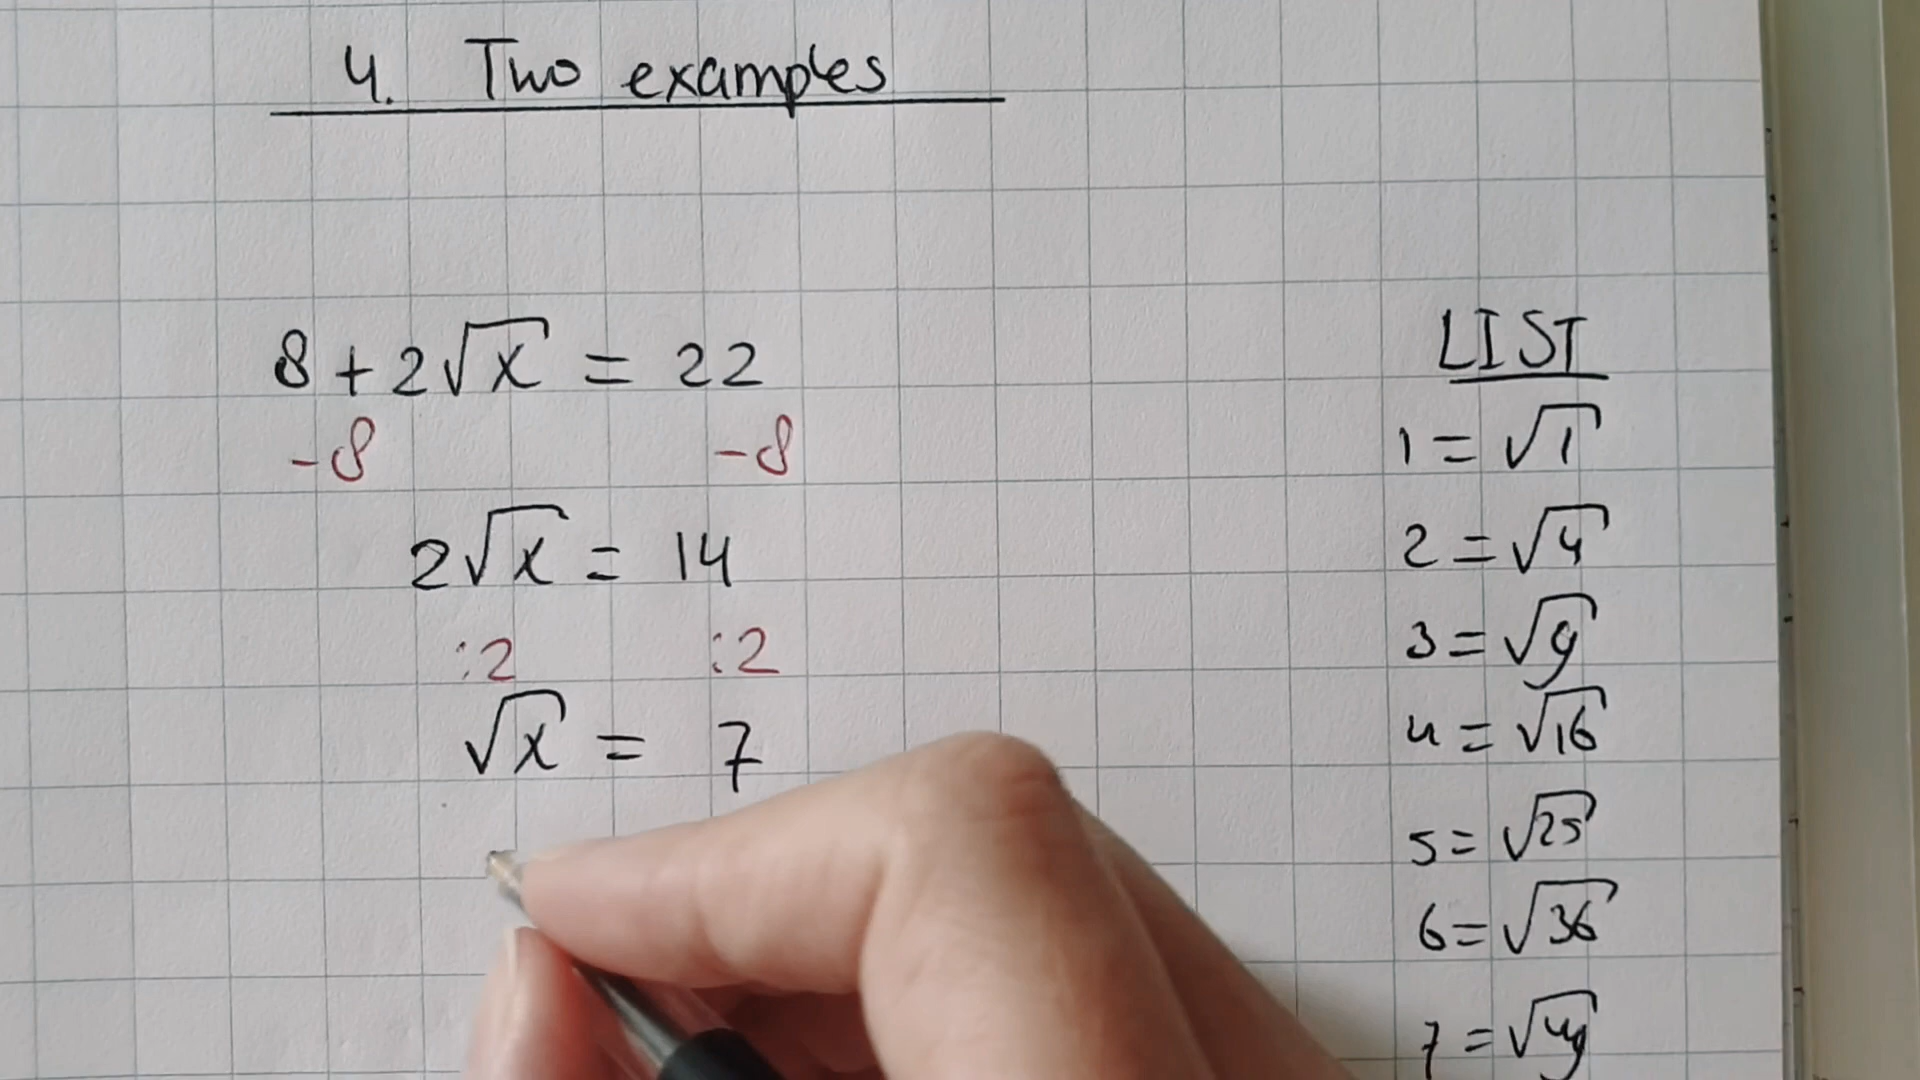 4. Two examples
8 + 2√x = 22
-8 -8
2√x = 14
:2 :2
√x = 7
LIST
1 = √1
2 = √4
3 = √9
4 = √16
5 = √25
6 = √36
7 = √49